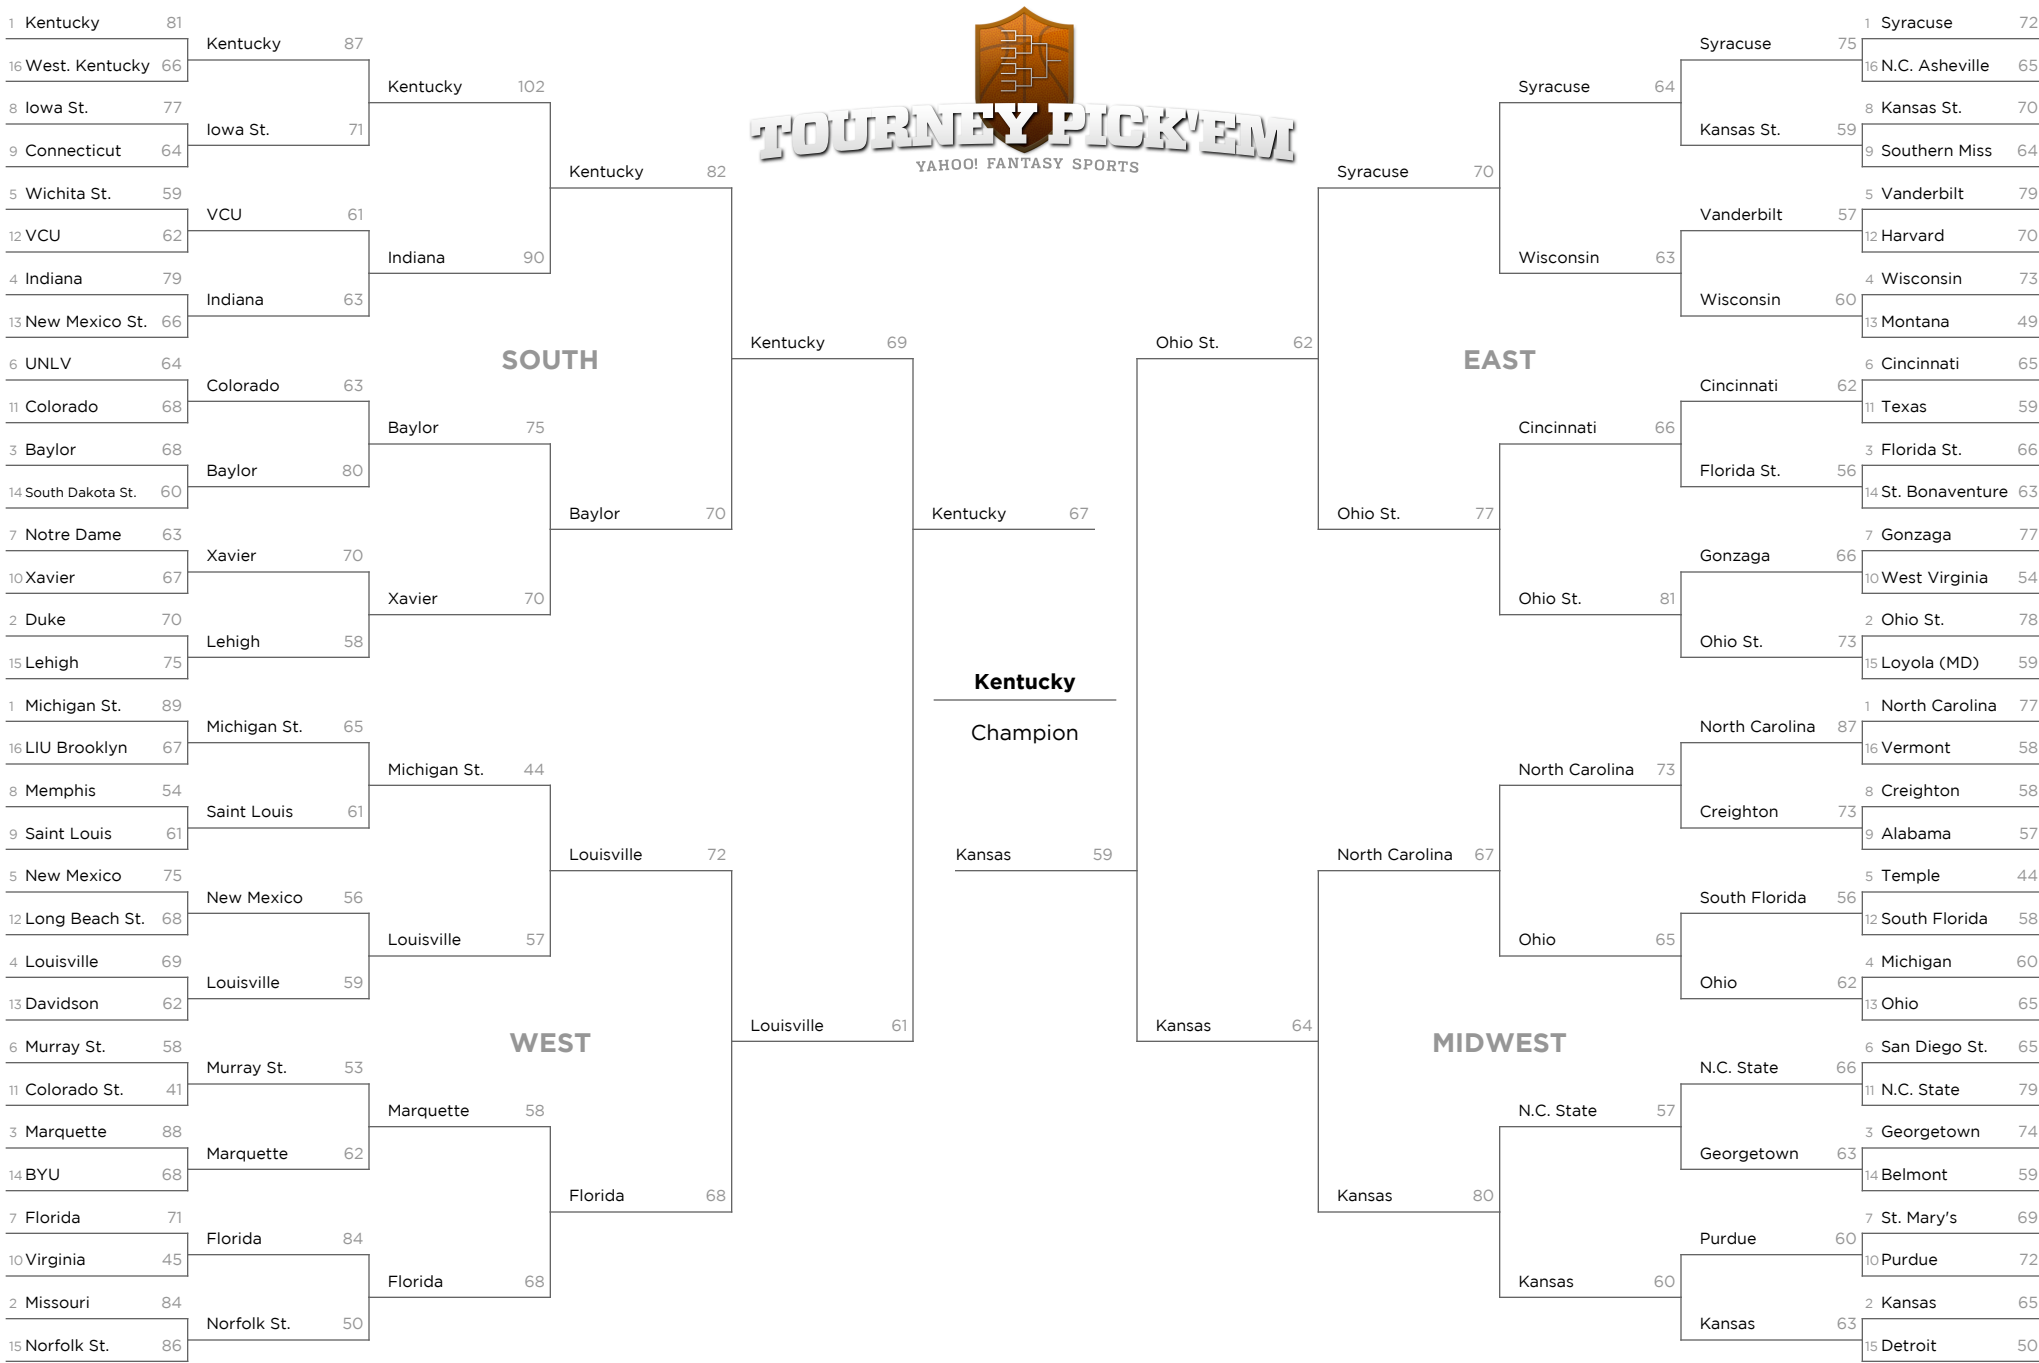 TOURNEY PICK'EM
YAHOO! FANTASY SPORTS
1 Kentucky 81
16 West. Kentucky 66
8 Iowa St. 77
9 Connecticut 64
5 Wichita St. 59
12 VCU 62
4 Indiana 79
13 New Mexico St. 66
6 UNLV 64
11 Colorado 68
3 Baylor 68
14 South Dakota St. 60
7 Notre Dame 63
10 Xavier 67
2 Duke 70
15 Lehigh 75
1 Michigan St. 89
16 LIU Brooklyn 67
8 Memphis 54
9 Saint Louis 61
5 New Mexico 75
12 Long Beach St. 68
4 Louisville 69
13 Davidson 62
6 Murray St. 58
11 Colorado St. 41
3 Marquette 88
14 BYU 68
7 Florida 71
10 Virginia 45
2 Missouri 84
15 Norfolk St. 86
Kentucky 87
Iowa St. 71
VCU 61
Indiana 63
Colorado 63
Baylor 80
Xavier 70
Lehigh 58
Michigan St. 65
Saint Louis 61
New Mexico 56
Louisville 59
Murray St. 53
Marquette 62
Florida 84
Norfolk St. 50
Kentucky 102
Indiana 90
Baylor 75
Xavier 70
Michigan St. 44
Louisville 57
Marquette 58
Florida 68
SOUTH
WEST
Kentucky 82
Baylor 70
Louisville 72
Florida 68
Kentucky 69
Louisville 61
Kentucky 67
Kentucky
Champion
Kansas 59
Ohio St. 62
Kansas 64
Syracuse 70
Ohio St. 77
North Carolina 67
Kansas 80
EAST
MIDWEST
Syracuse 64
Wisconsin 63
Cincinnati 66
Ohio St. 81
North Carolina 73
Ohio 65
N.C. State 57
Kansas 60
Syracuse 75
Kansas St. 59
Vanderbilt 57
Wisconsin 60
Cincinnati 62
Florida St. 56
Gonzaga 66
Ohio St. 73
North Carolina 87
Creighton 73
South Florida 56
Ohio 62
N.C. State 66
Georgetown 63
Purdue 60
Kansas 63
1 Syracuse 72
16 N.C. Asheville 65
8 Kansas St. 70
9 Southern Miss 64
5 Vanderbilt 79
12 Harvard 70
4 Wisconsin 73
13 Montana 49
6 Cincinnati 65
11 Texas 59
3 Florida St. 66
14 St. Bonaventure 63
7 Gonzaga 77
10 West Virginia 54
2 Ohio St. 78
15 Loyola (MD) 59
1 North Carolina 77
16 Vermont 58
8 Creighton 58
9 Alabama 57
5 Temple 44
12 South Florida 58
4 Michigan 60
13 Ohio 65
6 San Diego St. 65
11 N.C. State 79
3 Georgetown 74
14 Belmont 59
7 St. Mary's 69
10 Purdue 72
2 Kansas 65
15 Detroit 50